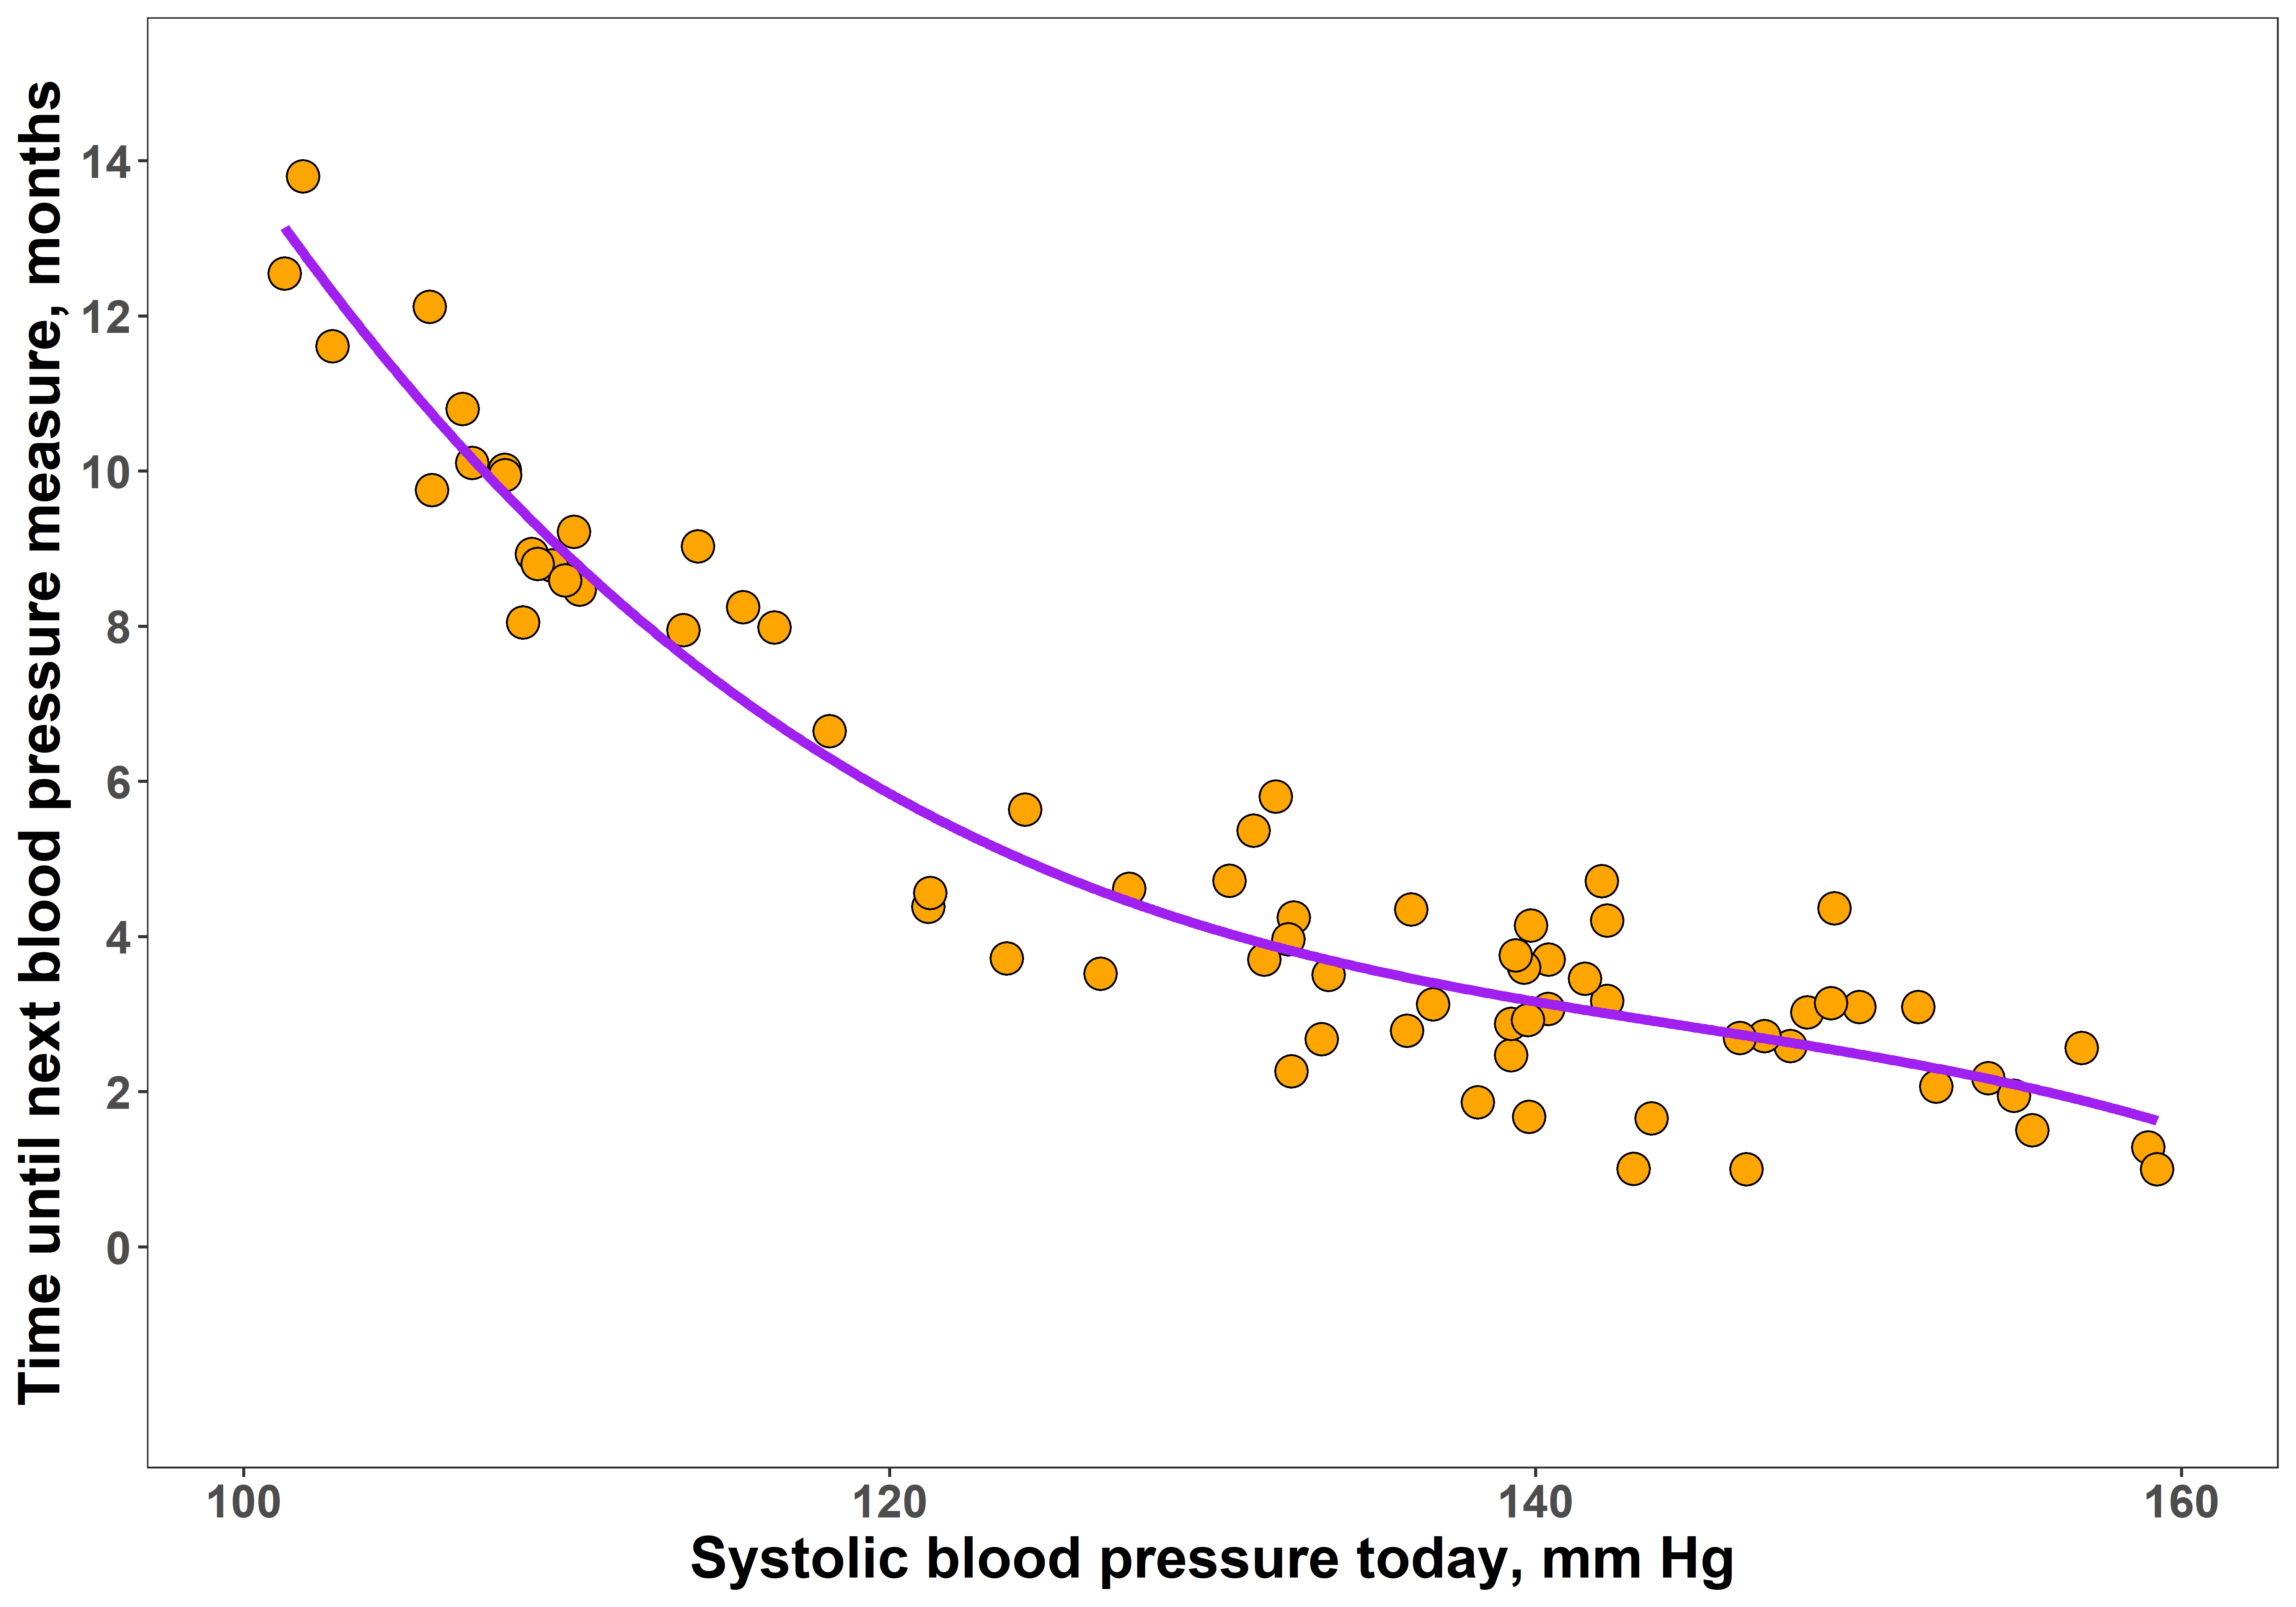 Time until next blood pressure measure, months
14
12
10
8
6
4
2
0
100 120 140 160
Systolic blood pressure today, mm Hg